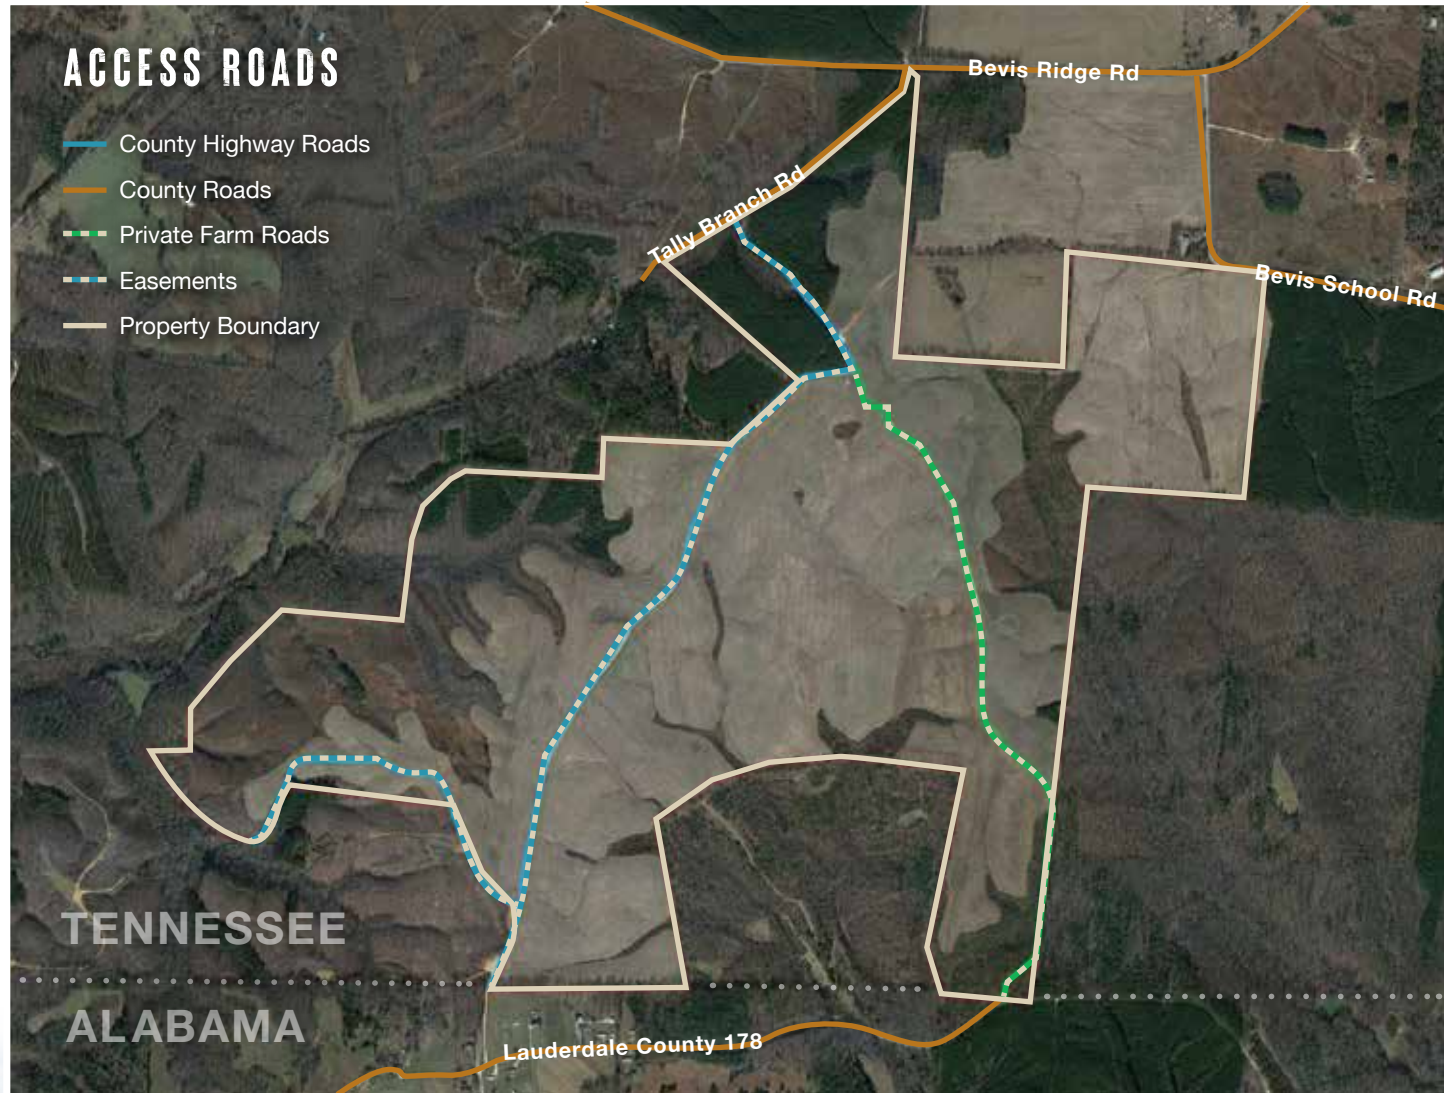 ACCESS ROADS
County Highway Roads
County Roads
Private Farm Roads
Easements
Property Boundary
Bevis Ridge Rd
Tally Branch Rd
Bevis School Rd
TENNESSEE
ALABAMA
Lauderdale County 178